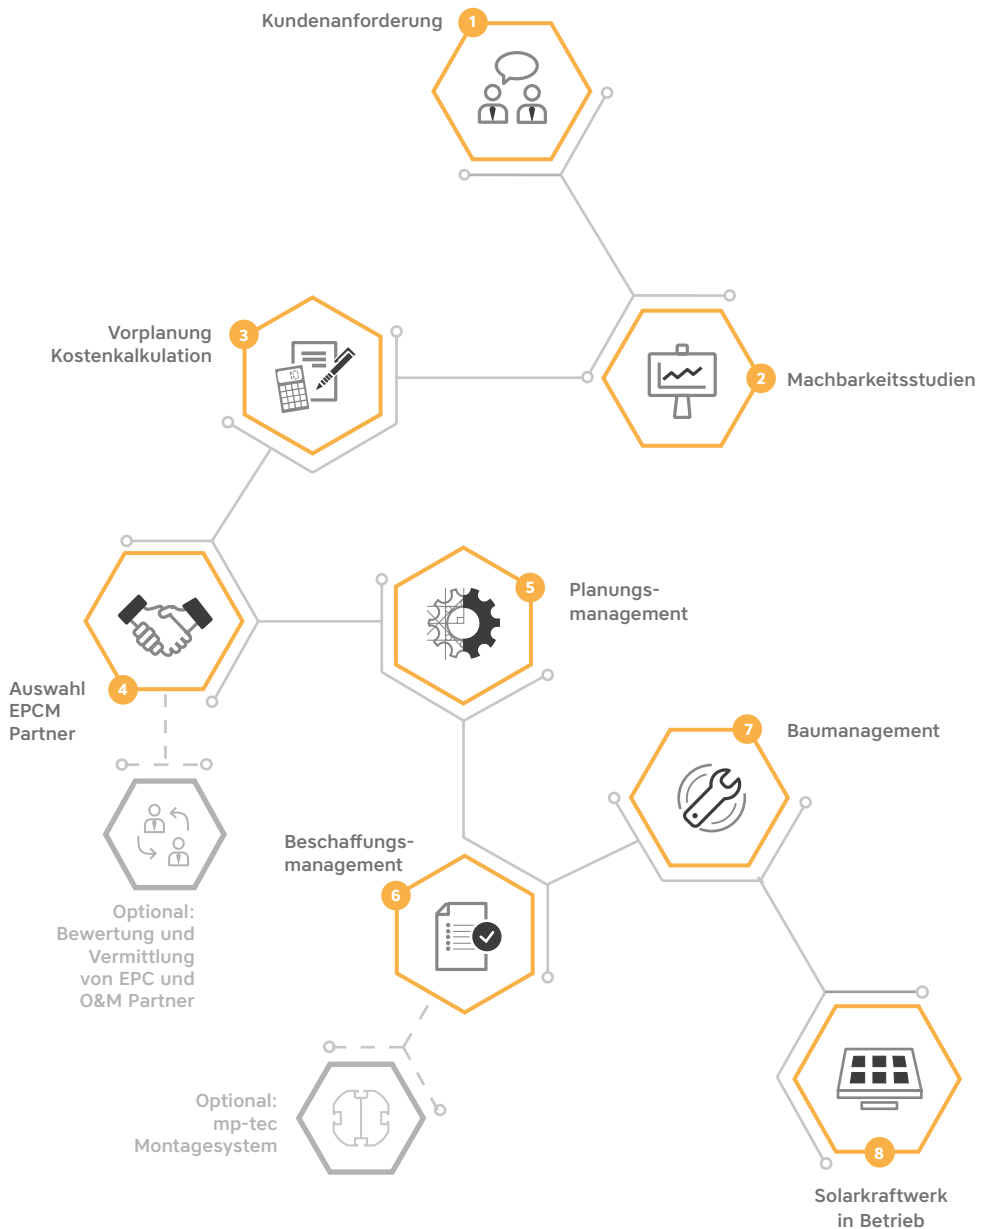 Kundenanforderung
1
2
Machbarkeitsstudien
3
Vorplanung
Kostenkalkulation
10
4
Auswahl
EPCM
Partner
Optional:
Bewertung und
Vermittlung
von EPC und
O&M Partner
5
Planungs-
management
6
Beschaffungs-
management
Optional:
mp-tec
Montagesystem
7
Baumanagement
8
Solarkraftwerk
in Betrieb